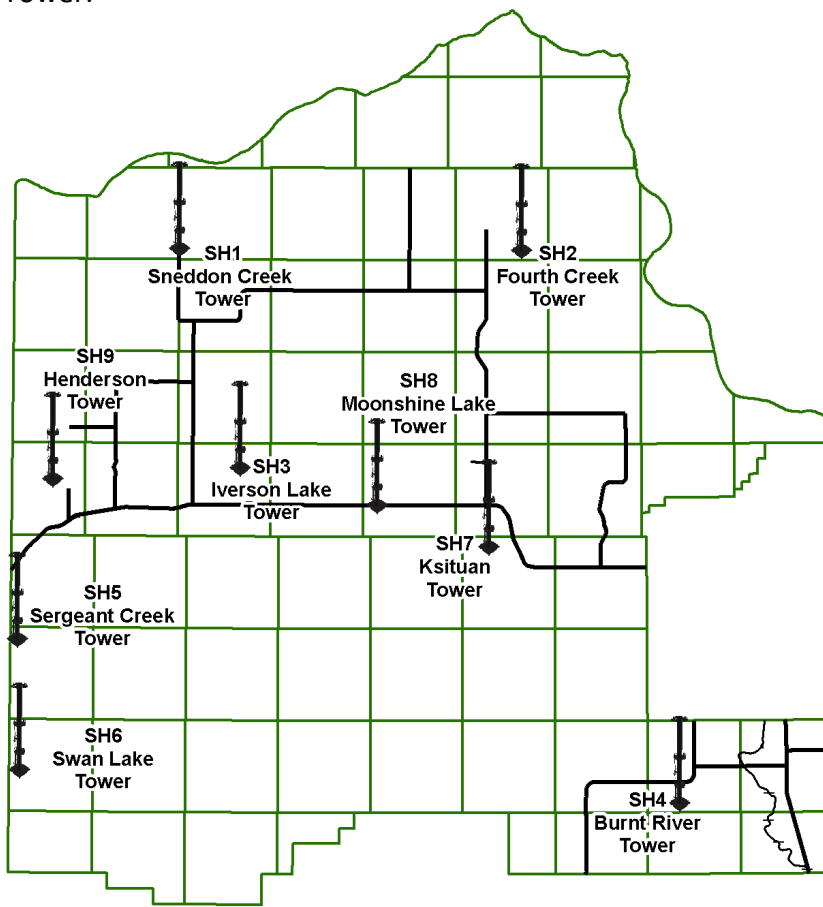 Tower.
SH1
Sneddon Creek
Tower
SH2
Fourth Creek
Tower
SH9
Henderson
Tower
SH8
Moonshine Lake
Tower
SH3
Iverson Lake
Tower
SH7
Ksituan
Tower
SH5
Sergeant Creek
Tower
SH6
Swan Lake
Tower
SH4
Burnt River
Tower